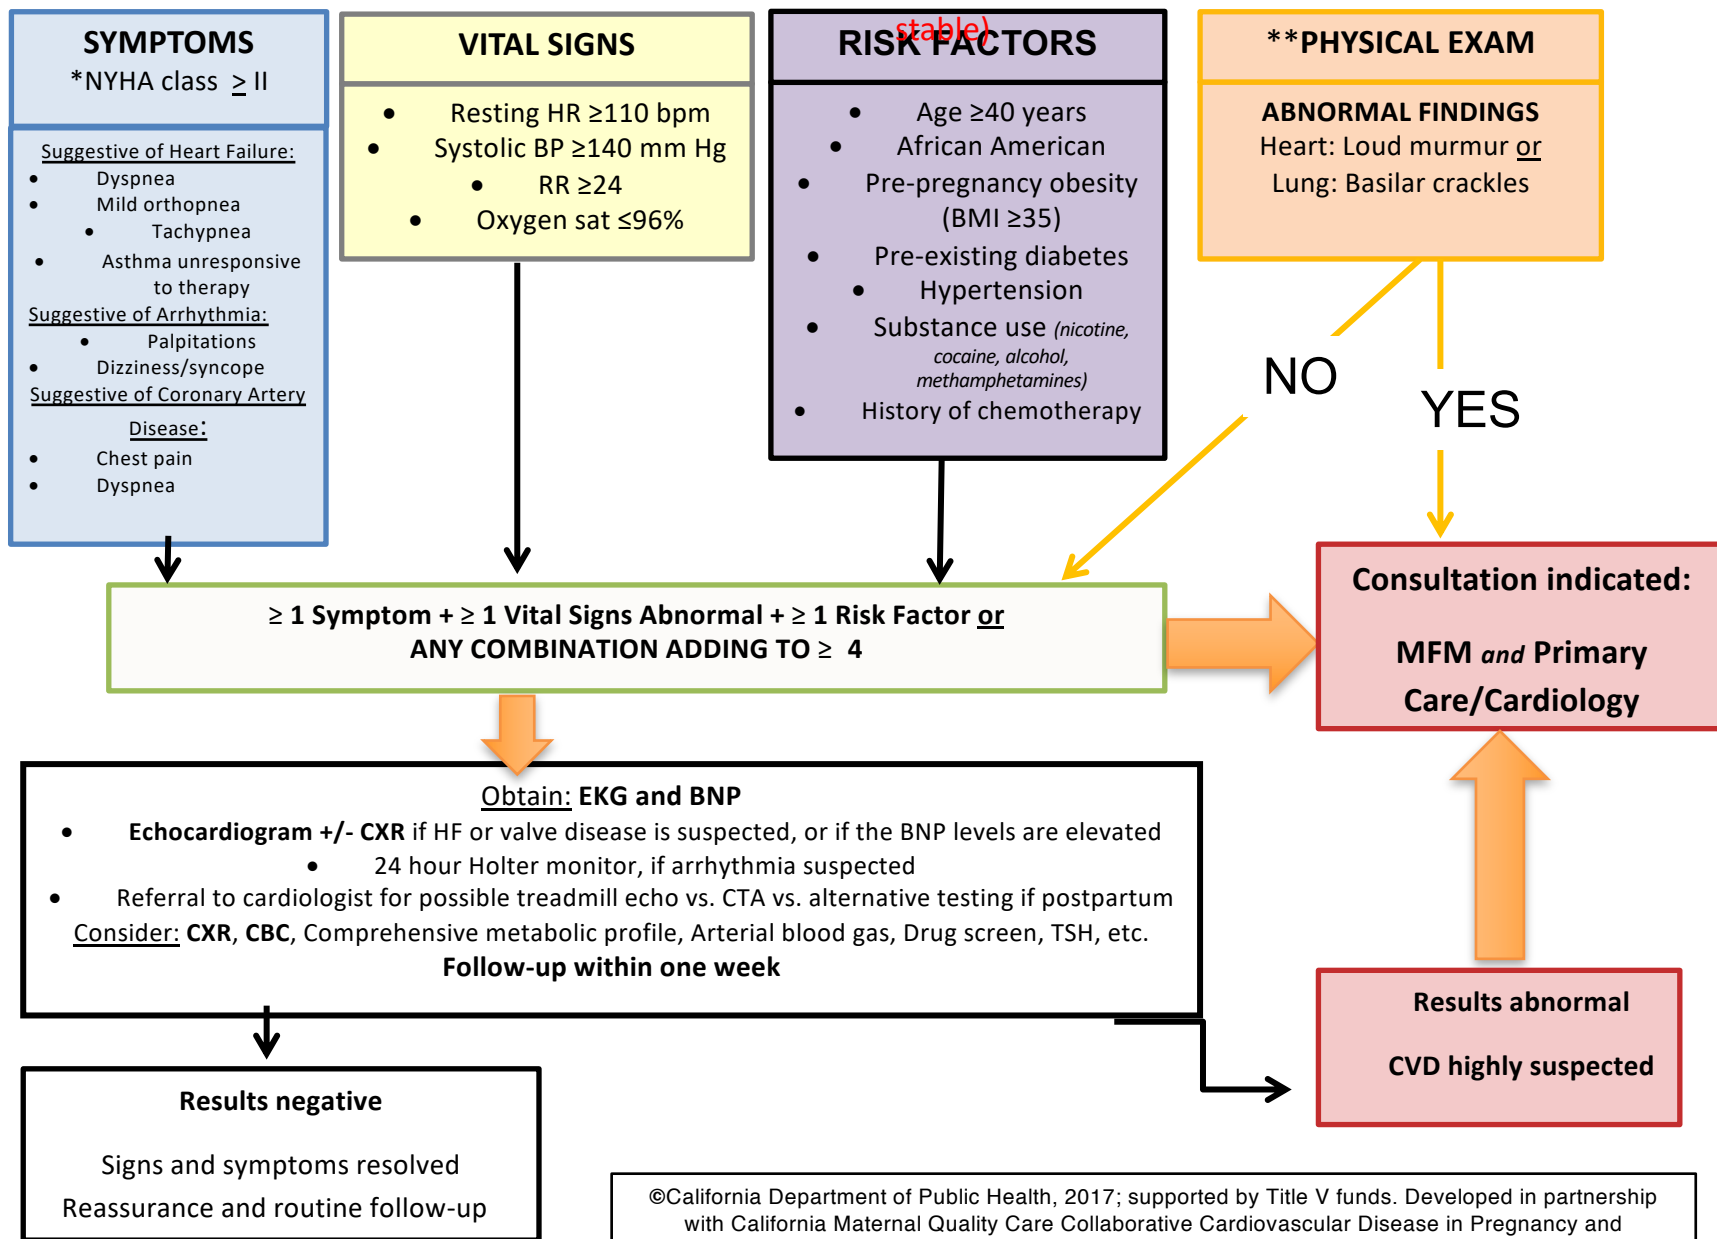 stable)
SYMPTOMS
*NYHA class ≥ II
Suggestive of Heart Failure:
• Dyspnea
• Mild orthopnea
• Tachypnea
• Asthma unresponsive
to therapy
Suggestive of Arrhythmia:
• Palpitations
• Dizziness/syncope
Suggestive of Coronary Artery
Disease:
• Chest pain
• Dyspnea
VITAL SIGNS
• Resting HR ≥110 bpm
• Systolic BP ≥140 mm Hg
• RR ≥24
• Oxygen sat ≤96%
RISK FACTORS
• Age ≥40 years
• African American
• Pre-pregnancy obesity
(BMI ≥35)
• Pre-existing diabetes
• Hypertension
• Substance use (nicotine,
cocaine, alcohol,
methamphetamines)
• History of chemotherapy
**PHYSICAL EXAM
ABNORMAL FINDINGS
Heart: Loud murmur or
Lung: Basilar crackles
NO
YES
≥ 1 Symptom + ≥ 1 Vital Signs Abnormal + ≥ 1 Risk Factor or
ANY COMBINATION ADDING TO ≥ 4
Consultation indicated:
MFM and Primary
Care/Cardiology
Obtain: EKG and BNP
• Echocardiogram +/- CXR if HF or valve disease is suspected, or if the BNP levels are elevated
• 24 hour Holter monitor, if arrhythmia suspected
• Referral to cardiologist for possible treadmill echo vs. CTA vs. alternative testing if postpartum
Consider: CXR, CBC, Comprehensive metabolic profile, Arterial blood gas, Drug screen, TSH, etc.
Follow-up within one week
Results abnormal
CVD highly suspected
Results negative
Signs and symptoms resolved
Reassurance and routine follow-up
©California Department of Public Health, 2017; supported by Title V funds. Developed in partnership
with California Maternal Quality Care Collaborative Cardiovascular Disease in Pregnancy and